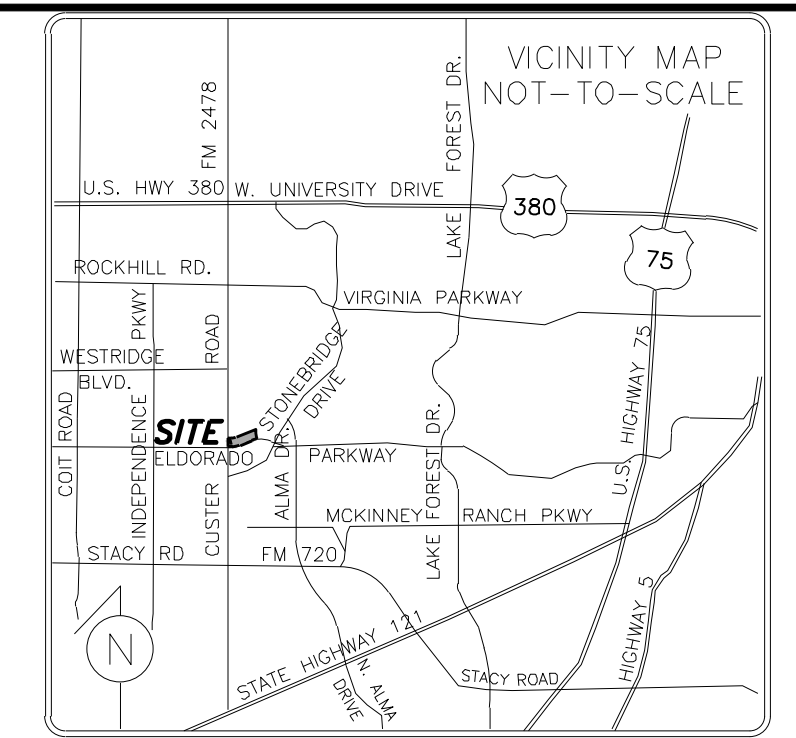 VICINITY MAP
NOT-TO-SCALE
FM 2478
LAKE FOREST DR.
U.S. HWY 380
W. UNIVERSITY DRIVE
380
75
ROCKHILL RD.
VIRGINIA PARKWAY
INDEPENDENCE PKWY
CUSTER ROAD
WESTRIDGE
BLVD.
STONEBRIDGE
DRIVE
U.S. HIGHWAY 75
COIT ROAD
SITE
ELDORADO PARKWAY
ALMA DR.
LAKE FOREST DR.
MCKINNEY RANCH PKWY
STACY RD
FM 720
HIGHWAY 5
N
STATE HIGHWAY 121
N. ALMA
DRIVE
STACY ROAD